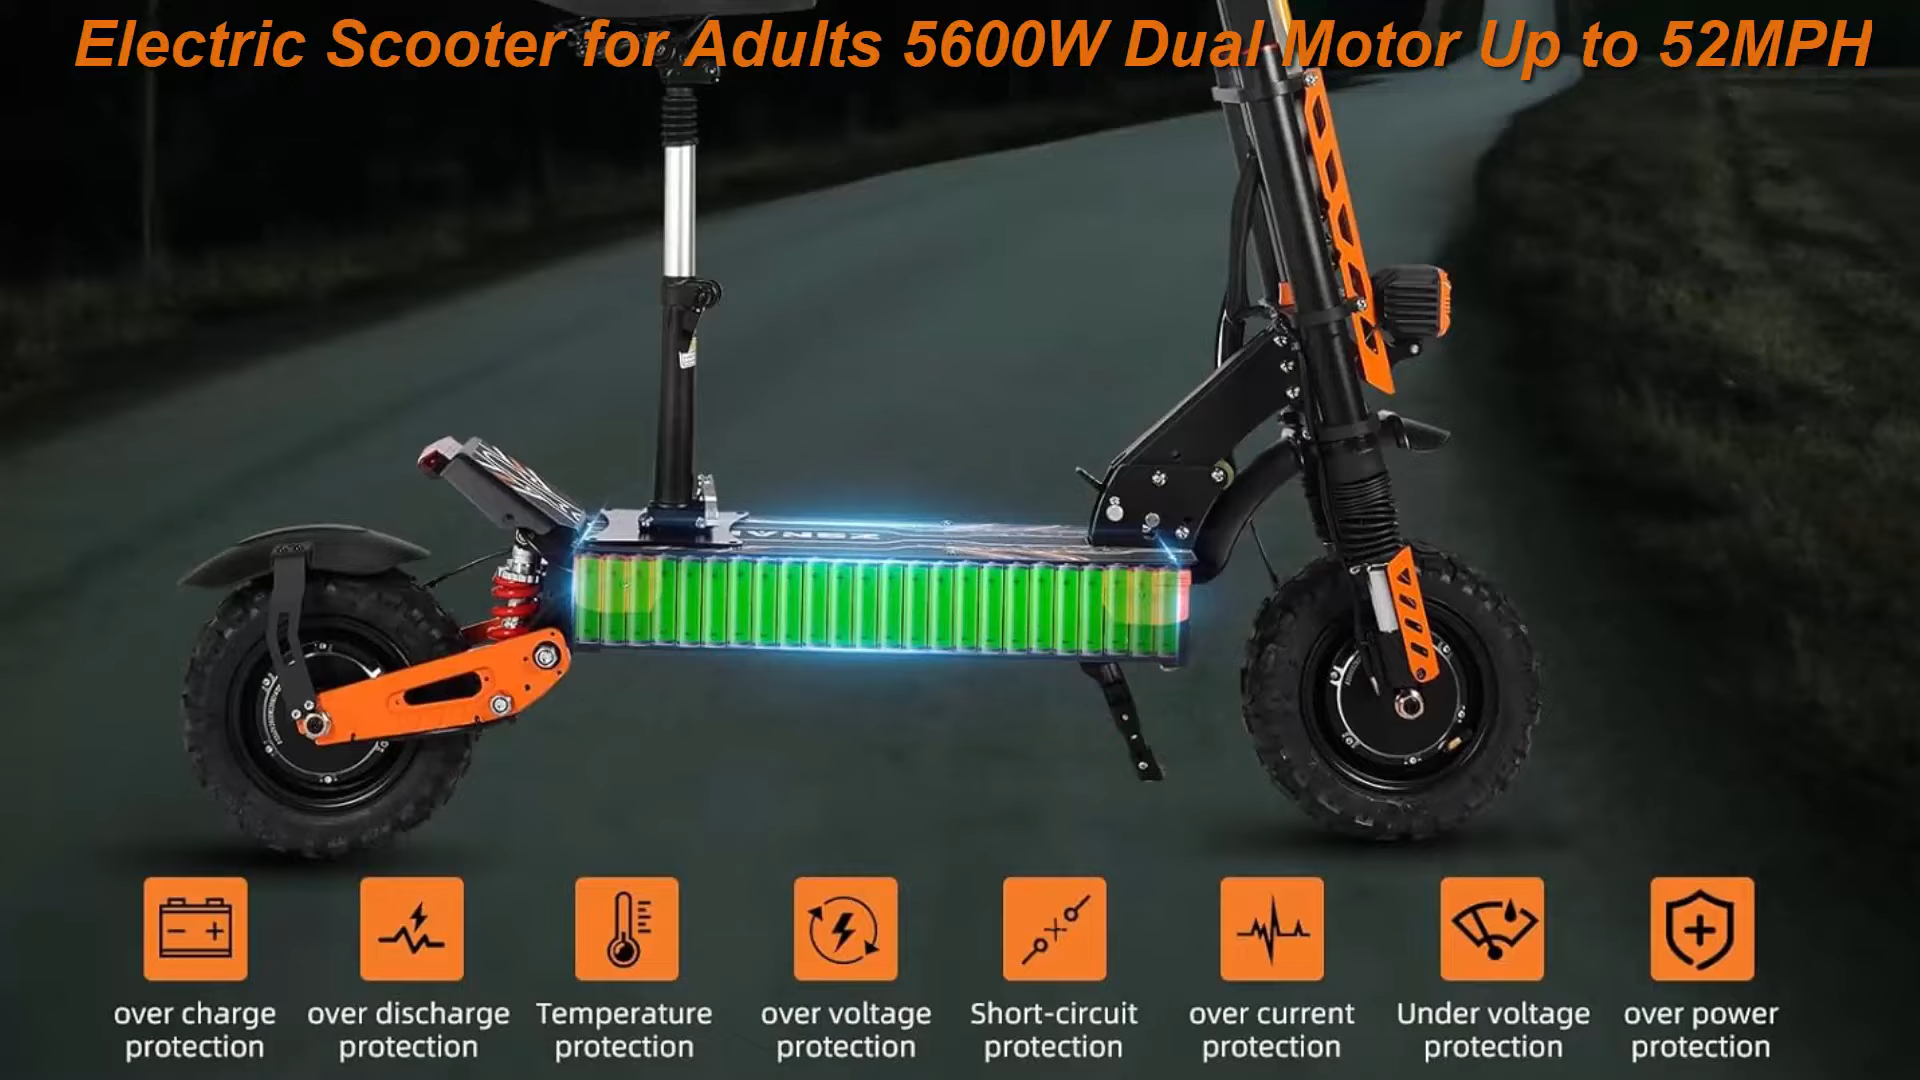 Electric Scooter for Adults 5600W Dual Motor Up to 52MPH
over charge
protection
over discharge
protection
Temperature
protection
over voltage
protection
Short-circuit
protection
over current
protection
Under voltage
protection
over power
protection